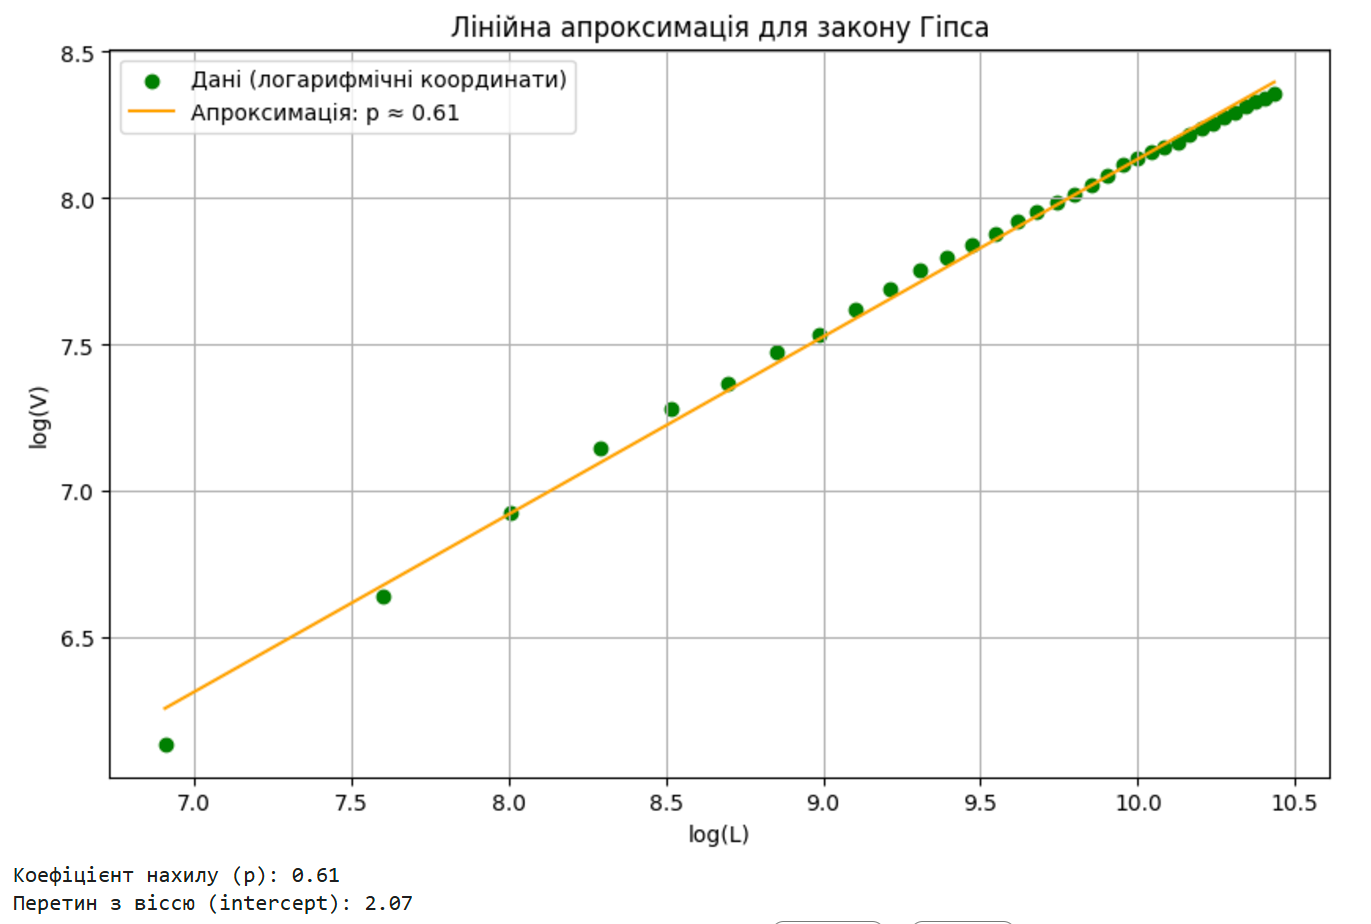 Лінійна апроксимація для закону Гіпса
Дані (логарифмічні координати)
Апроксимація: p ≈ 0.61
log(V)
8.5
8.0
7.5
7.0
6.5
7.0 7.5 8.0 8.5 9.0 9.5 10.0 10.5
log(L)
Коефіцієнт нахилу (p): 0.61
Перетин з віссю (intercept): 2.07